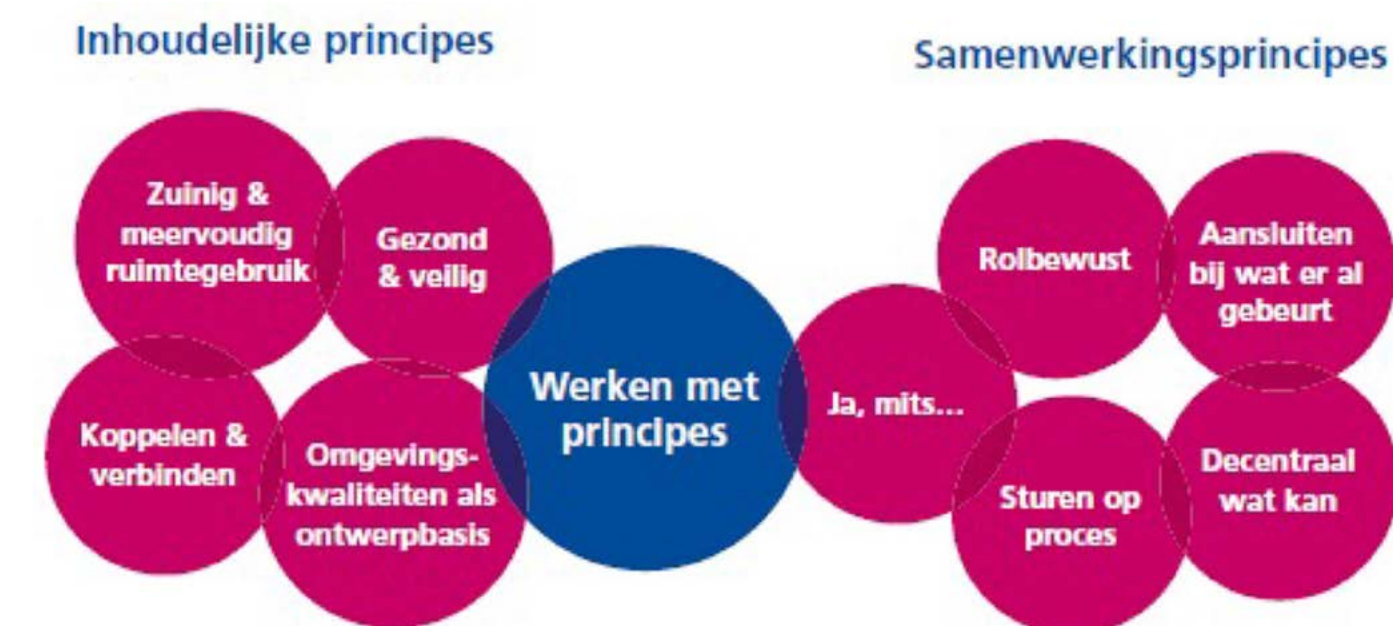 Inhoudelijke principes
Zuinig &
meervoudig
ruimtegebruik
Gezond
& veilig
Koppelen &
verbinden
Omgevings-
kwaliteiten als
ontwerpbasis
Werken met
principes
Samenwerkingsprincipes
Ja, mits...
Rolbewust
Aansluiten
bij wat er al
gebeurt
Sturen op
proces
Decentraal
wat kan